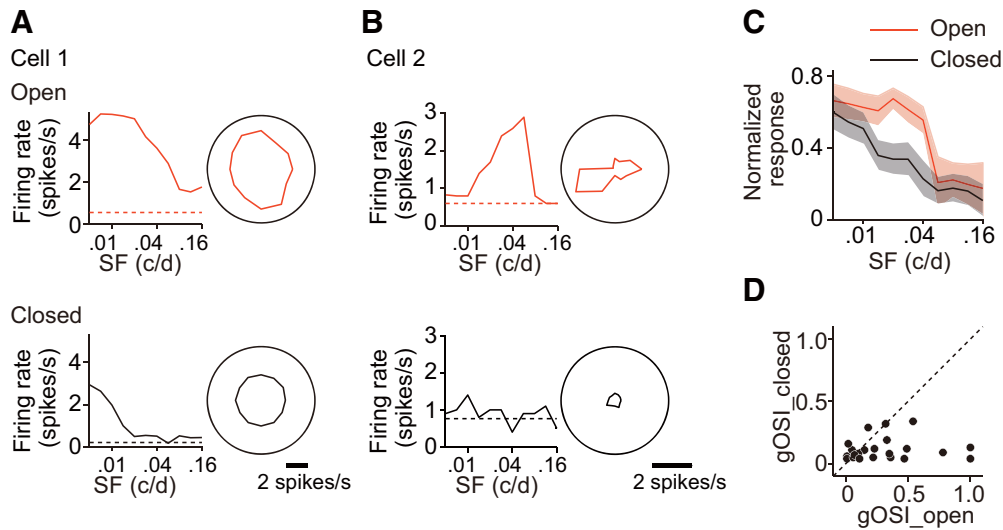 A
B
C
Cell 1
Cell 2
Open
Closed
Open
Firing rate
(spikes/s)
4
2
0
.01 .04 .16
SF (c/d)
Firing rate
(spikes/s)
3
2
1
0
.01 .04 .16
SF (c/d)
Normalized
response
0.8
0.4
0
.01 .04 .16
SF (c/d)
Closed
Firing rate
(spikes/s)
4
2
0
.01 .04 .16
SF (c/d)
2 spikes/s
Firing rate
(spikes/s)
3
2
1
0
.01 .04 .16
SF (c/d)
2 spikes/s
D
gOSI_closed
1.0
0.5
0
0 0.5 1.0
gOSI_open